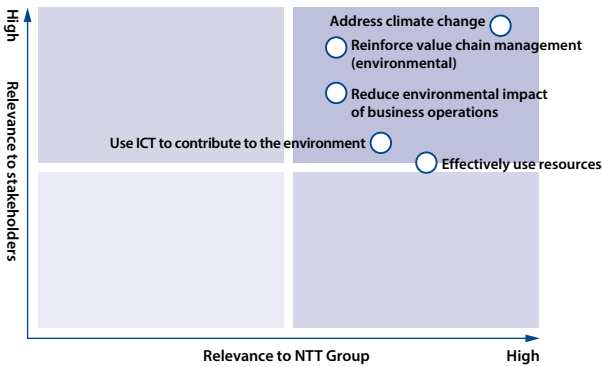 High
Relevance to stakeholders
Address climate change
Reinforce value chain management
(environmental)
Reduce environmental impact
of business operations
Use ICT to contribute to the environment
Effectively use resources
Relevance to NTT Group
High